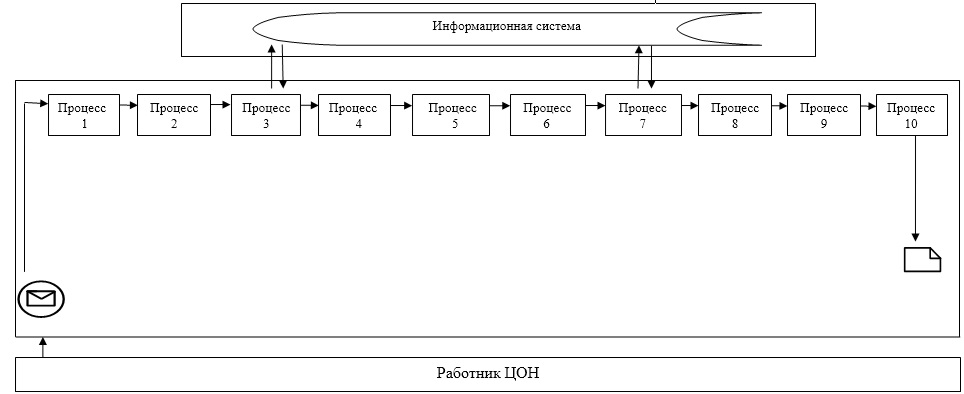 Информационная система
Процесс
1
Процесс
2
Процесс
3
Процесс
4
Процесс
5
Процесс
6
Процесс
7
Процесс
8
Процесс
9
Процесс
10
Работник ЦОН